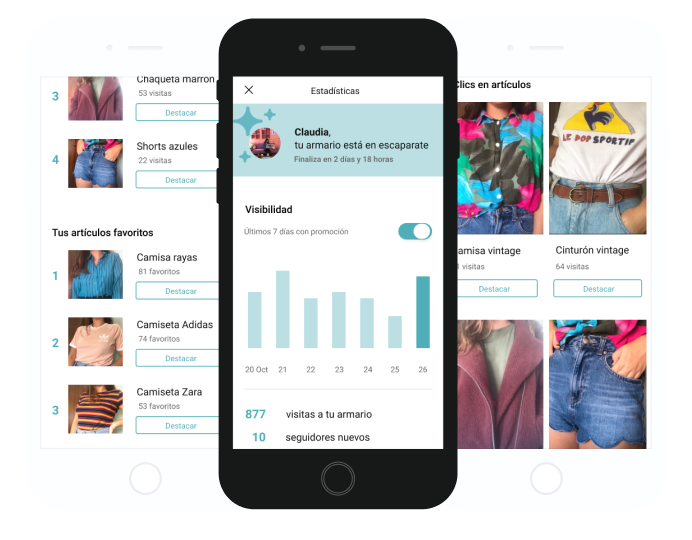 Chaqueta marrón
3
53 visitas
Destacar
Shorts azules
4
22 visitas
Destacar
Tus artículos favoritos
Camisa rayas
1
81 favoritos
Destacar
Camiseta Adidas
2
74 favoritos
Destacar
Camiseta Zara
3
53 favoritos
Destacar
Estadísticas
Claudia,
tu armario está en escaparate
Finaliza en 2 días y 18 horas
Visibilidad
Últimos 7 días con promoción
20 Oct 21 22 23 24 25 26
877 visitas a tu armario
10 seguidores nuevos
Clics en artículos
LE POP SPORTIF
amisa vintage
visitas
Destacar
Cinturón vintage
64 visitas
Destacar